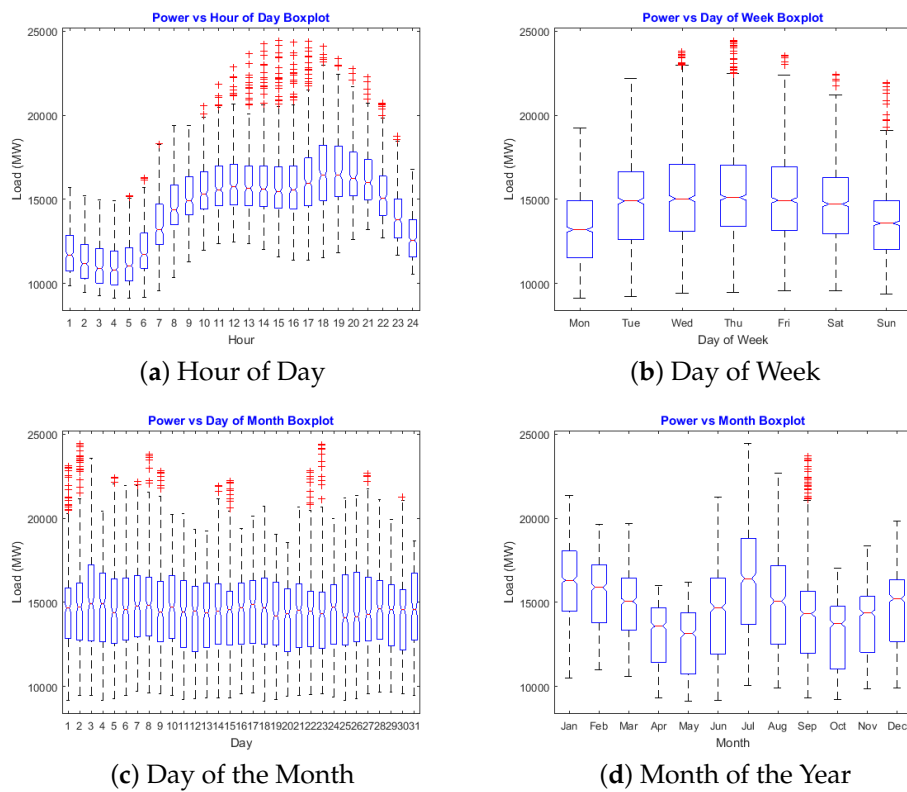 Power vs Hour of Day Boxplot
25000
20000
15000
10000
Load (MW)
1 2 3 4 5 6 7 8 9 10 11 12 13 14 15 16 17 18 19 20 21 22 23 24
Hour
(a) Hour of Day
Power vs Day of Week Boxplot
25000
20000
15000
10000
Load (MW)
Mon Tue Wed Thu Fri Sat Sun
Day of Week
(b) Day of Week
Power vs Day of Month Boxplot
25000
20000
15000
10000
Load (MW)
1 2 3 4 5 6 7 8 9 10 11 12 13 14 15 16 17 18 19 20 21 22 23 24 25 26 27 28 29 30 31
Day
(c) Day of the Month
Power vs Month Boxplot
25000
20000
15000
10000
Load (MW)
Jan Feb Mar Apr May Jun Jul Aug Sep Oct Nov Dec
Month
(d) Month of the Year